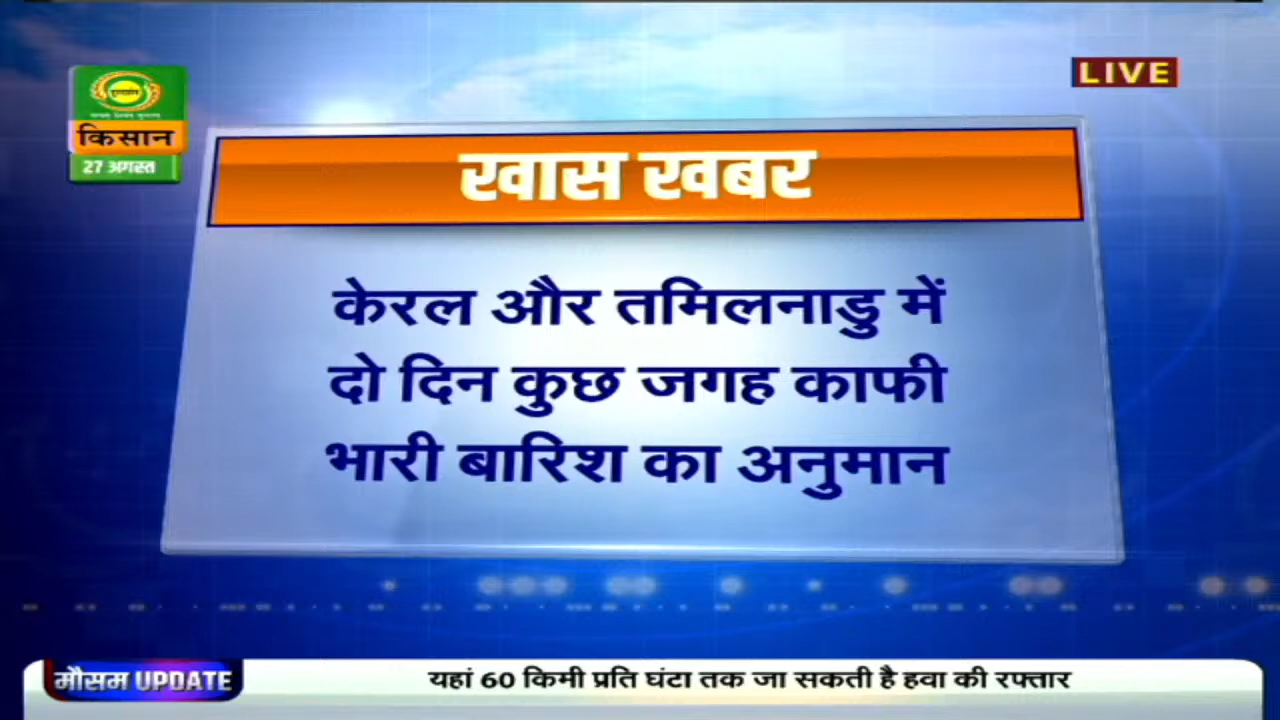 LIVE
किसान
27 अगस्त
खास खबर
केरल और तमिलनाडु में
दो दिन कुछ जगह काफी
भारी बारिश का अनुमान
मौसम UPDATE
यहां 60 किमी प्रति घंटा तक जा सकती है हवा की रफ्तार